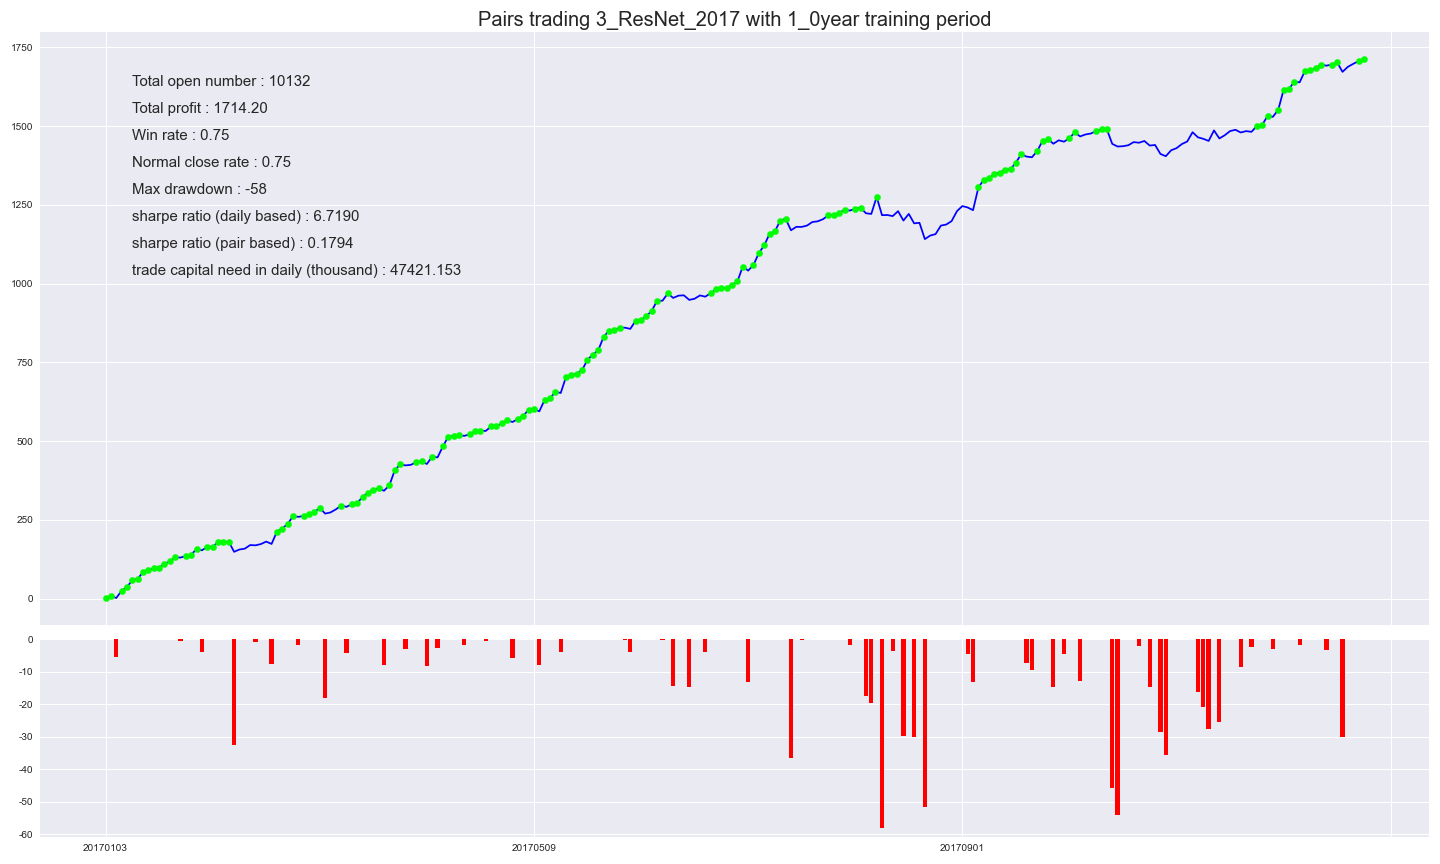 Pairs trading 3_ResNet_2017 with 1_0year training period
1750
Total open number : 10132
Total profit : 1714.20
1500
Win rate : 0.75
Normal close rate : 0.75
Max drawdown : -58
1250
sharpe ratio (daily based) : 6.7190
sharpe ratio (pair based) : 0.1794
trade capital need in daily (thousand) : 47421.153
1000
750
500
250
0
0
-10
-20
-30
-40
-50
-60
20170103 20170509 20170901